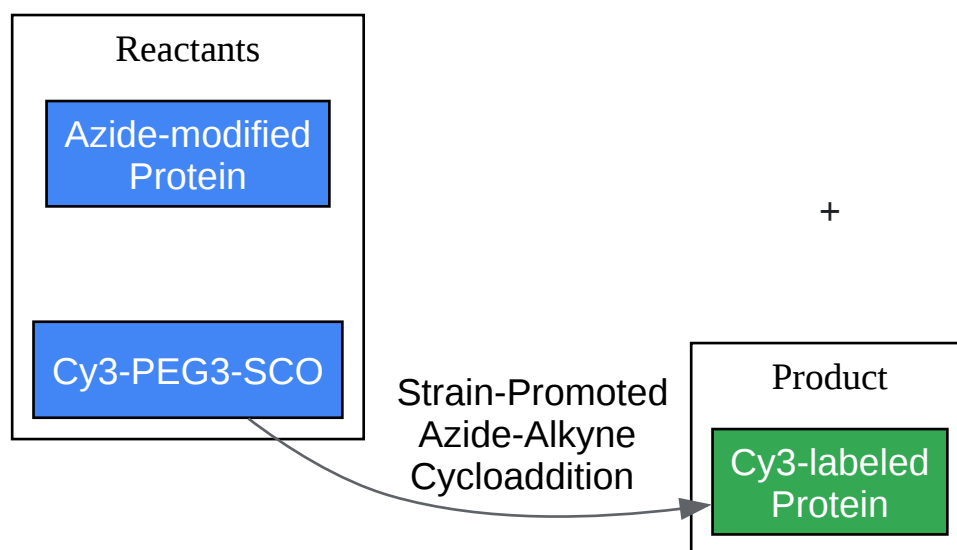 Reactants
Azide-modified
Protein
+
Cy3-PEG3-SCO
Strain-Promoted
Azide-Alkyne
Cycloaddition
Product
Cy3-labeled
Protein